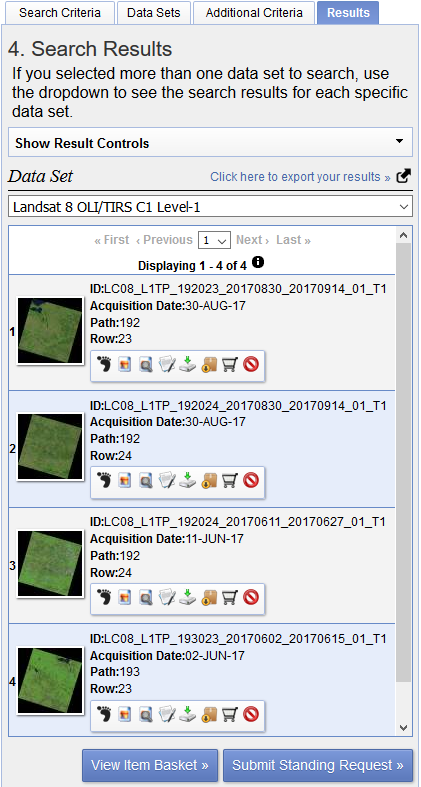 Search Criteria Data Sets Additional Criteria Results
4. Search Results
If you selected more than one data set to search, use
the dropdown to see the search results for each specific
data set.
Show Result Controls
Data Set Click here to export your results »
Landsat 8 OLI/TIRS C1 Level-1
« First ‹ Previous 1 Next › Last »
Displaying 1 - 4 of 4
ID:LC08_L1TP_192023_20170830_20170914_01_T1
Acquisition Date:30-AUG-17
1
Path:192
Row:23
ID:LC08_L1TP_192024_20170830_20170914_01_T1
Acquisition Date:30-AUG-17
2
Path:192
Row:24
ID:LC08_L1TP_192024_20170611_20170627_01_T1
Acquisition Date:11-JUN-17
3
Path:192
Row:24
ID:LC08_L1TP_193023_20170602_20170615_01_T1
Acquisition Date:02-JUN-17
4
Path:193
Row:23
View Item Basket » Submit Standing Request »